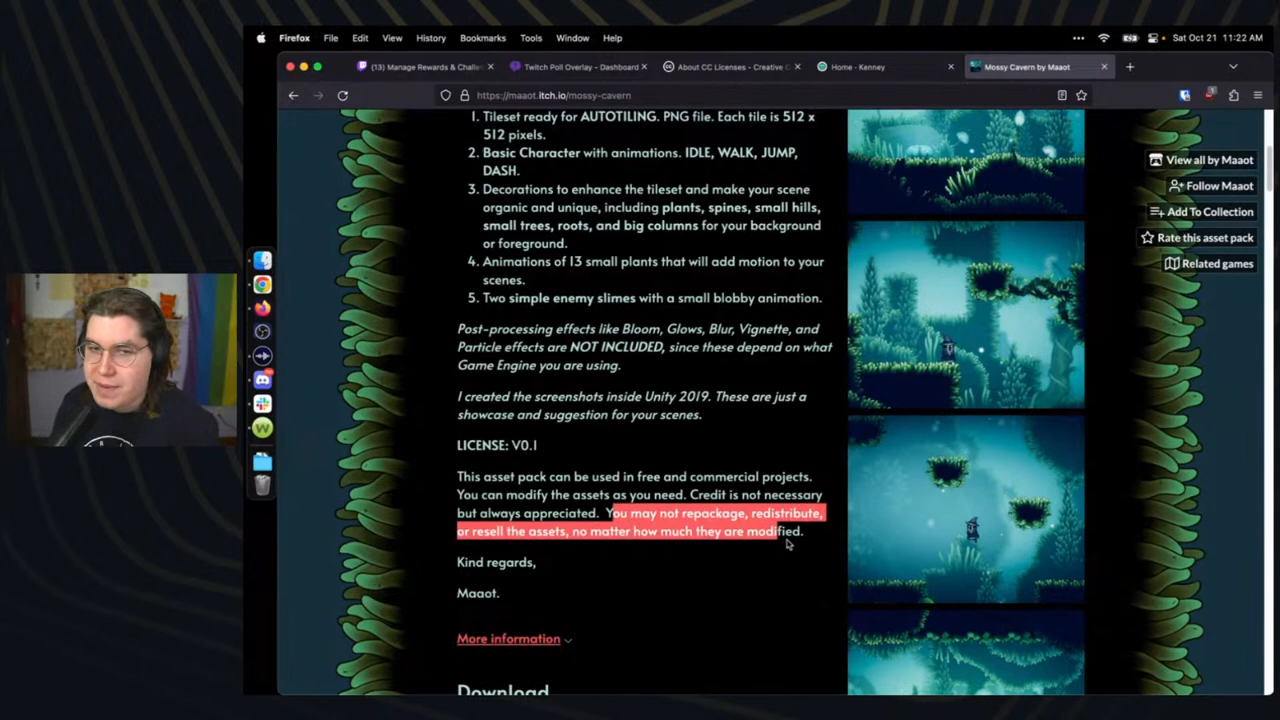 Firefox File Edit View History Bookmarks Tools Window Help
Sat Oct 21 11:22 AM
(13) Manage Rewards & Challe
Twitch Poll Overlay - Dashboard
About CC Licenses - Creative C
Home · Kenney
Mossy Cavern by Maaot
https://maaot.itch.io/mossy-cavern
1. Tileset ready for AUTOTILING. PNG file. Each tile is 512 x
512 pixels.
2. Basic Character with animations. IDLE, WALK, JUMP,
DASH.
3. Decorations to enhance the tileset and make your scene
organic and unique, including plants, spines, small hills,
small trees, roots, and big columns for your background
or foreground.
4. Animations of 13 small plants that will add motion to your
scenes.
5. Two simple enemy slimes with a small blobby animation.
Post-processing effects like Bloom, Glows, Blur, Vignette, and
Particle effects are NOT INCLUDED, since these depend on what
Game Engine you are using.
I created the screenshots inside Unity 2019. These are just a
showcase and suggestion for your scenes.
LICENSE: V0.1
This asset pack can be used in free and commercial projects.
You can modify the assets as you need. Credit is not necessary
but always appreciated. You may not repackage, redistribute,
or resell the assets, no matter how much they are modified.
Kind regards,
Maaot.
More information
Download
View all by Maaot
Follow Maaot
Add To Collection
Rate this asset pack
Related games